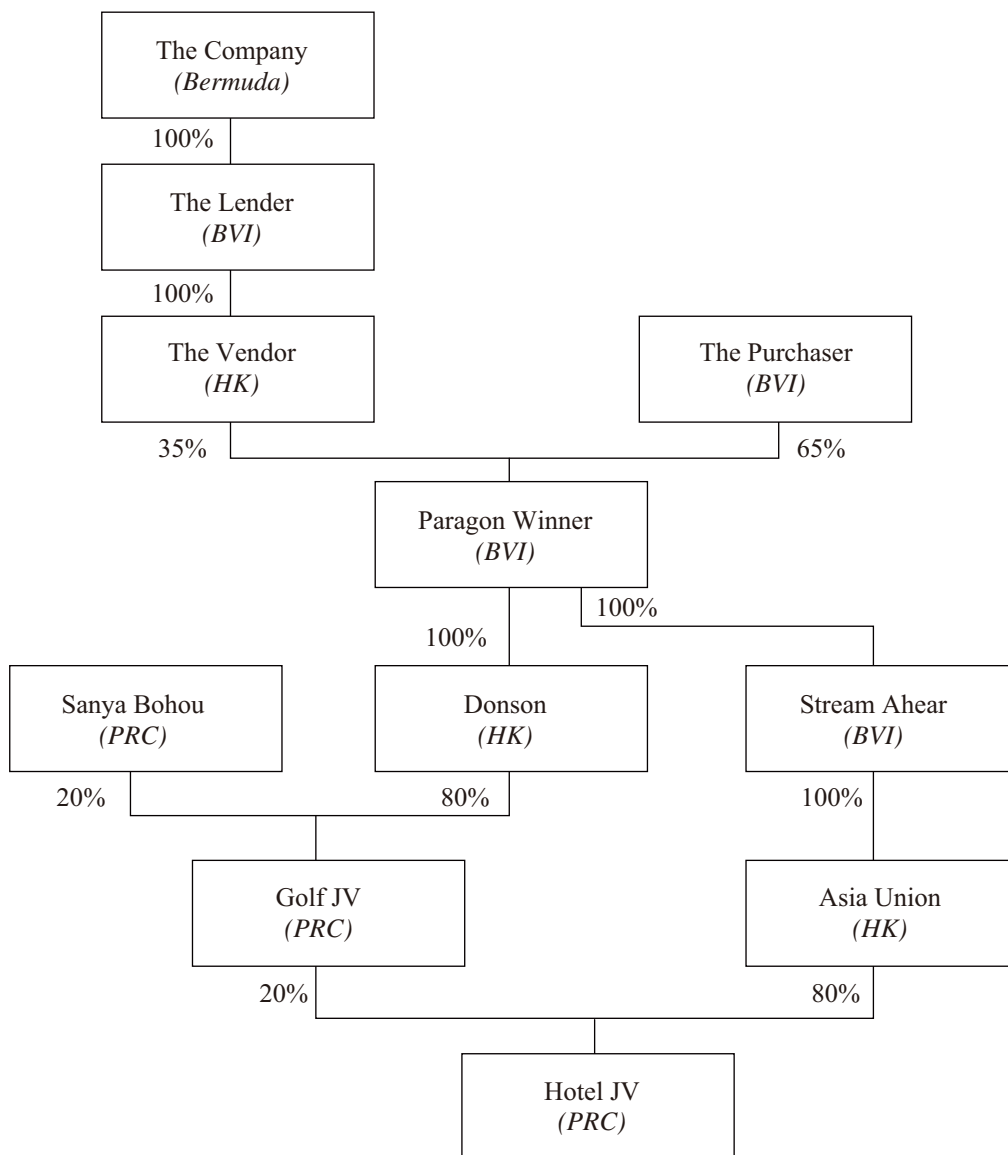 The Company
(Bermuda)
100%
The Lender
(BVI)
100%
The Vendor
(HK)
The Purchaser
(BVI)
35%
65%
Paragon Winner
(BVI)
100%
100%
Sanya Bohou
(PRC)
Donson
(HK)
Stream Ahear
(BVI)
20%
80%
100%
Golf JV
(PRC)
Asia Union
(HK)
20%
80%
Hotel JV
(PRC)